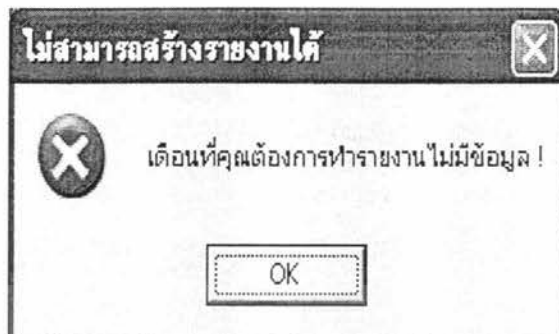 ไม่สามารถสร้างรายงานได้
เดือนที่คุณต้องการทำรายงานไม่มีข้อมูล !
OK